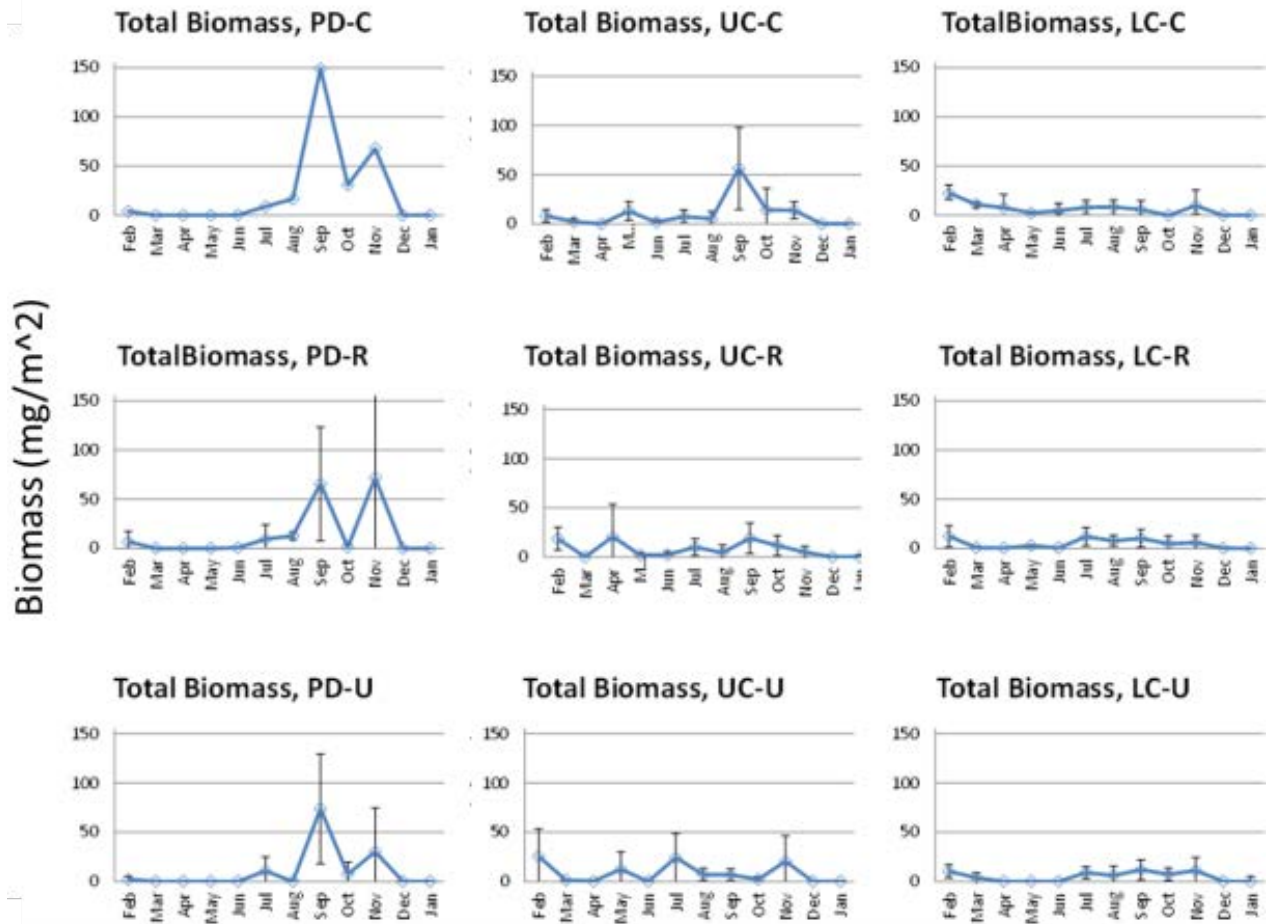 Total Biomass, PD-C
150
100
50
0
Feb Mar Apr May Jun Jul Aug Sep Oct Nov Dec Jan
Total Biomass, UC-C
150
100
50
0
Feb Mar Apr M... Jun Jul Aug Sep Oct Nov Dec Jan
TotalBiomass, LC-C
150
100
50
0
Feb Mar Apr May Jun Jul Aug Sep Oct Nov Dec Jan
Biomass (mg/m^2)
TotalBiomass, PD-R
150
100
50
0
Feb Mar Apr May Jun Jul Aug Sep Oct Nov Dec Jan
Total Biomass, UC-R
150
100
50
0
Feb Mar Apr M... Jun Jul Aug Sep Oct Nov Dec Jan
Total Biomass, LC-R
150
100
50
0
Feb Mar Apr May Jun Jul Aug Sep Oct Nov Dec Jan
Total Biomass, PD-U
150
100
50
0
Feb Mar Apr May Jun Jul Aug Sep Oct Nov Dec Jan
Total Biomass, UC-U
150
100
50
0
Feb Mar Apr May Jun Jul Aug Sep Oct Nov Dec Jan
Total Biomass, LC-U
150
100
50
0
Feb Mar Apr May Jun Jul Aug Sep Oct Nov Dec Jan